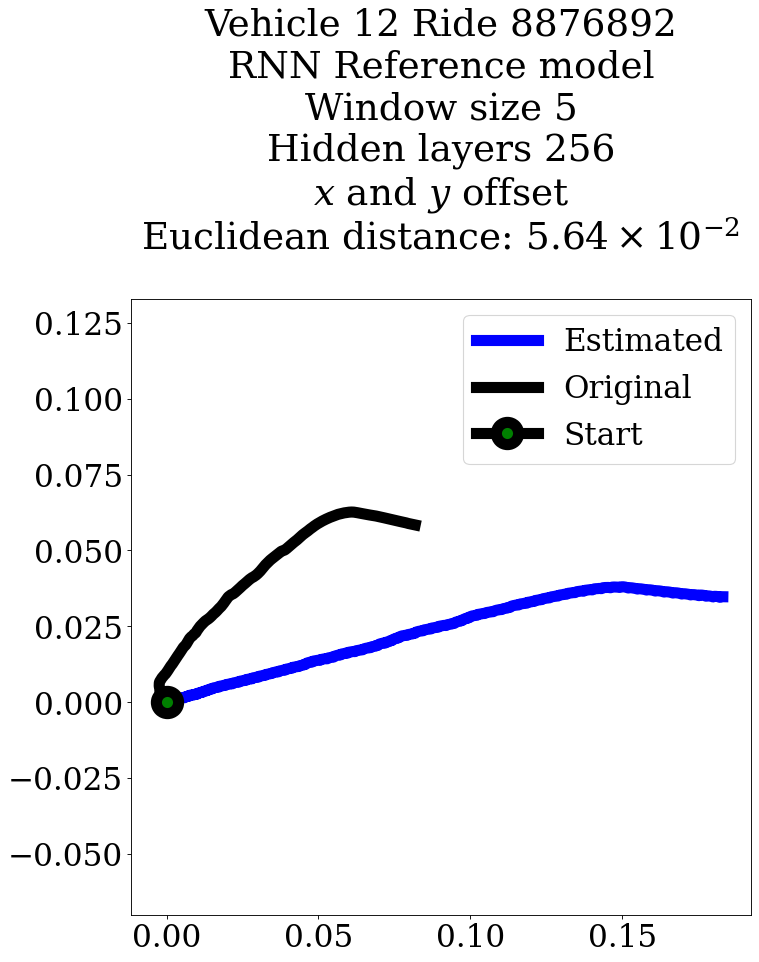 Vehicle 12 Ride 8876892
RNN Reference model
Window size 5
Hidden layers 256
x and y offset
Euclidean distance: 5.64 × 10⁻²
Estimated
Original
Start
0.125
0.100
0.075
0.050
0.025
0.000
−0.025
−0.050
0.00 0.05 0.10 0.15